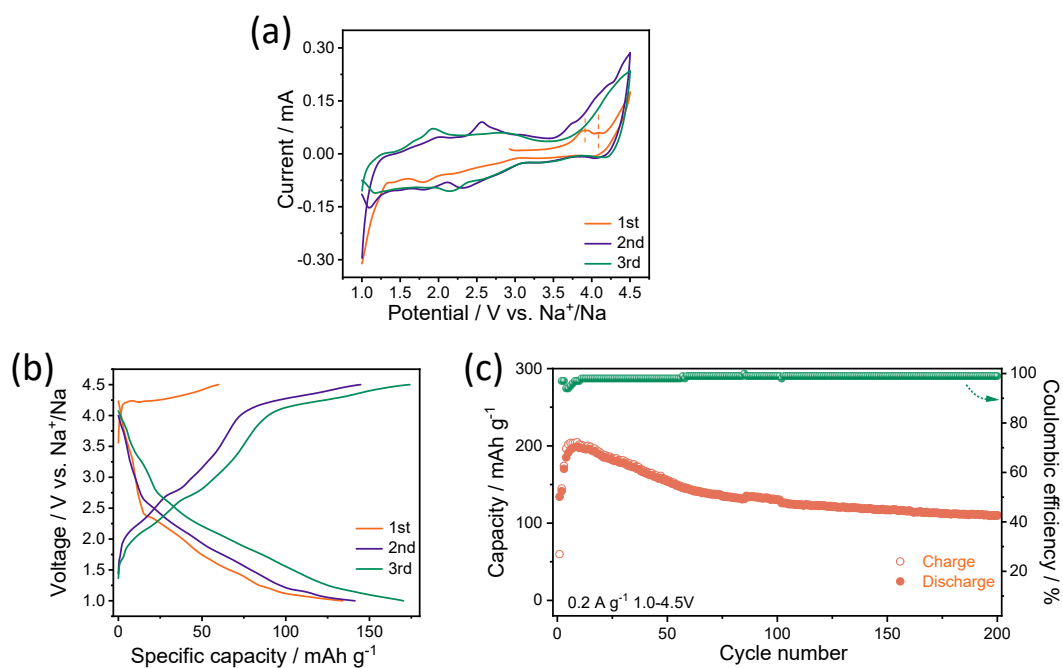 (a)
0.30
0.15
0.00
-0.15
-0.30
Current / mA
1st
2nd
3rd
1.0 1.5 2.0 2.5 3.0 3.5 4.0 4.5
Potential / V vs. Na⁺/Na
(b)
4.5
4.0
3.5
3.0
2.5
2.0
1.5
1.0
Voltage / V vs. Na⁺/Na
1st
2nd
3rd
0 50 100 150
Specific capacity / mAh g⁻¹
(c)
300
200
100
0
Capacity / mAh g⁻¹
100
80
60
40
20
Coulombic efficiency / %
Charge
Discharge
0.2 A g⁻¹ 1.0-4.5V
0 50 100 150 200
Cycle number